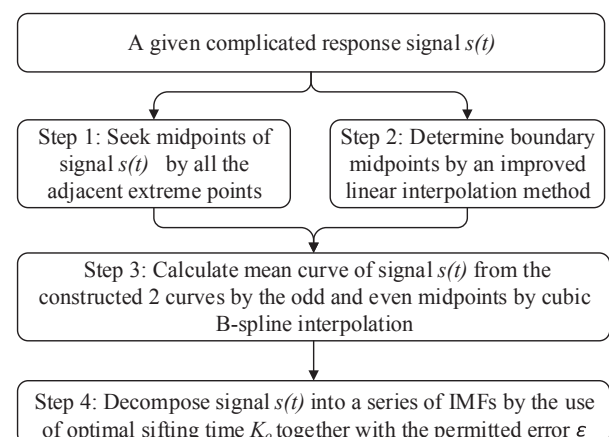 A given complicated response signal s(t)
Step 1: Seek midpoints of
signal s(t) by all the
adjacent extreme points
Step 2: Determine boundary
midpoints by an improved
linear interpolation method
Step 3: Calculate mean curve of signal s(t) from the
constructed 2 curves by the odd and even midpoints by cubic
B-spline interpolation
Step 4: Decompose signal s(t) into a series of IMFs by the use
of optimal sifting time K together with the permitted error ε